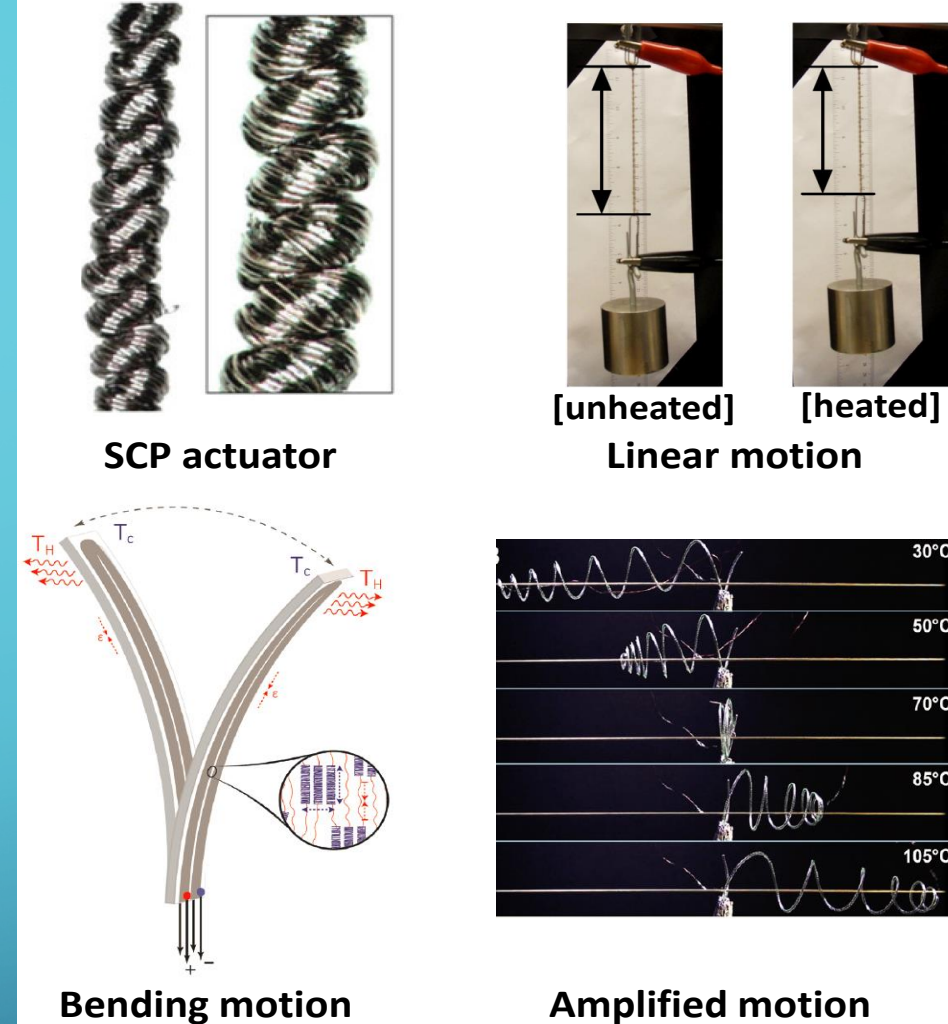 [unheated]
[heated]
SCP actuator
Linear motion
T_H
T_c
T_c
T_H
ε
ε
+
−
30°C
50°C
70°C
85°C
105°C
Bending motion
Amplified motion